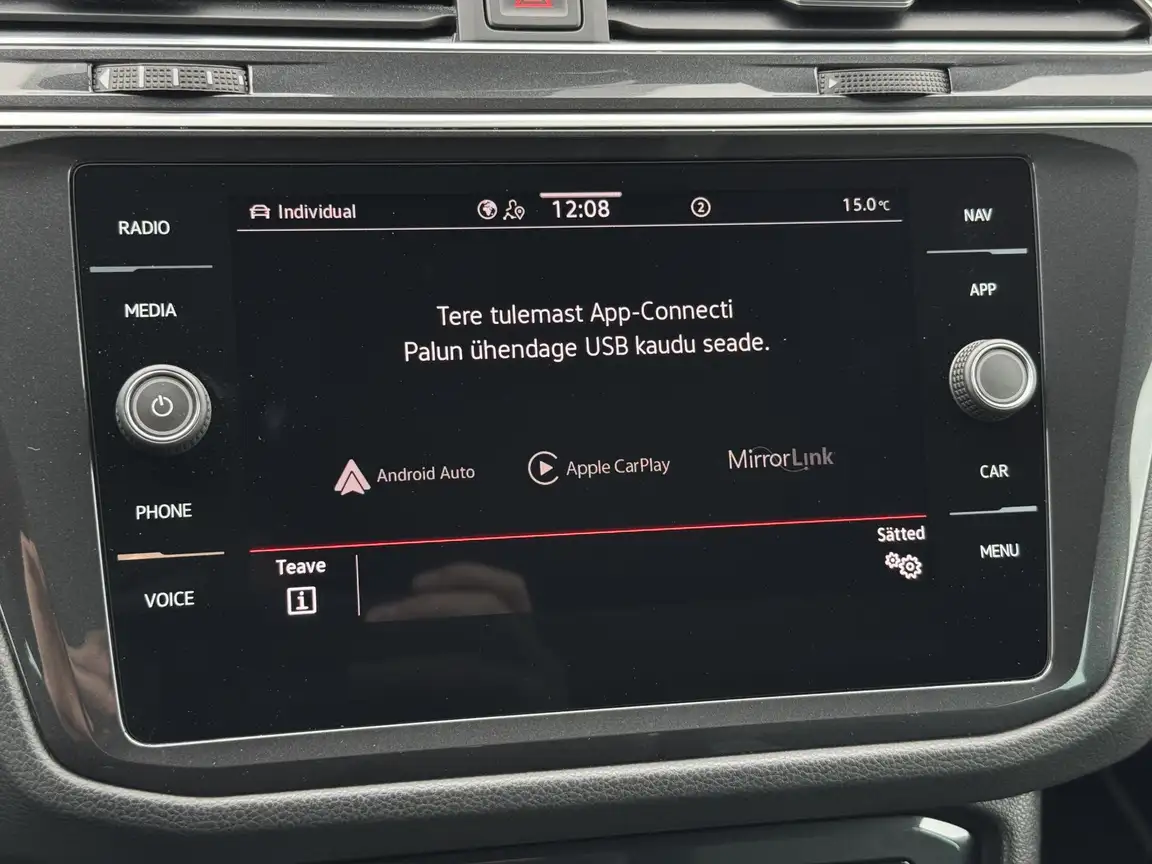 RADIO
MEDIA
PHONE
VOICE
Individual
12:08
2
15.0°C
Tere tulemast App-Connecti
Palun ühendage USB kaudu seade.
Android Auto
Apple CarPlay
MirrorLink
Teave
i
Sätted
NAV
APP
CAR
MENU